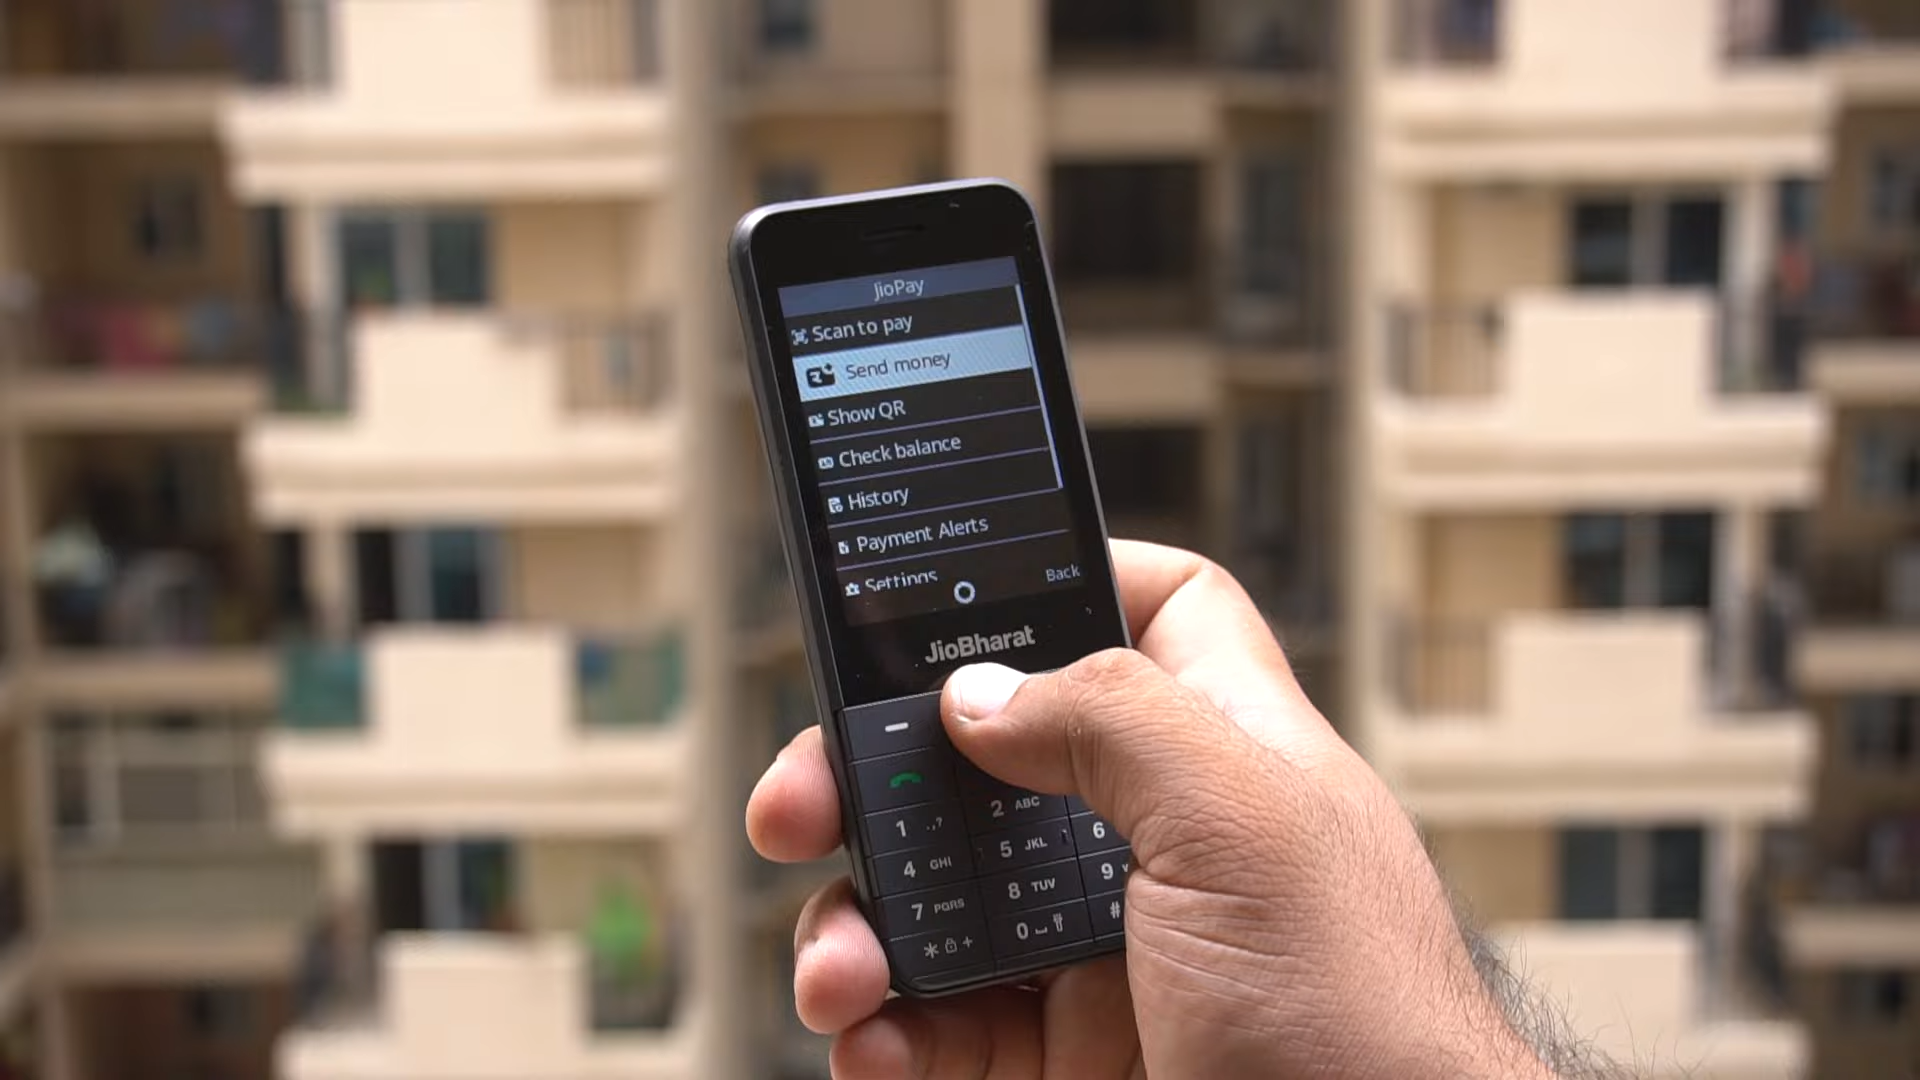 JioPay
Scan to pay
Send money
Show QR
Check balance
History
Payment Alerts
Settings
Back
JioBharat
2 ABC
1 .,?
5 JKL
6
4 GHI
8 TUV
9
7 PQRS
0
#
* +